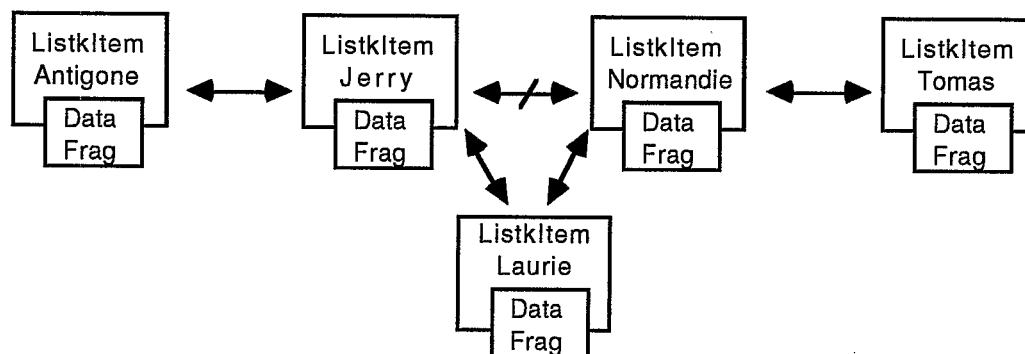 ListkItem
Antigone
Data
Frag
ListkItem
Jerry
Data
Frag
ListkItem
Normandie
Data
Frag
ListkItem
Tomas
Data
Frag
ListkItem
Laurie
Data
Frag